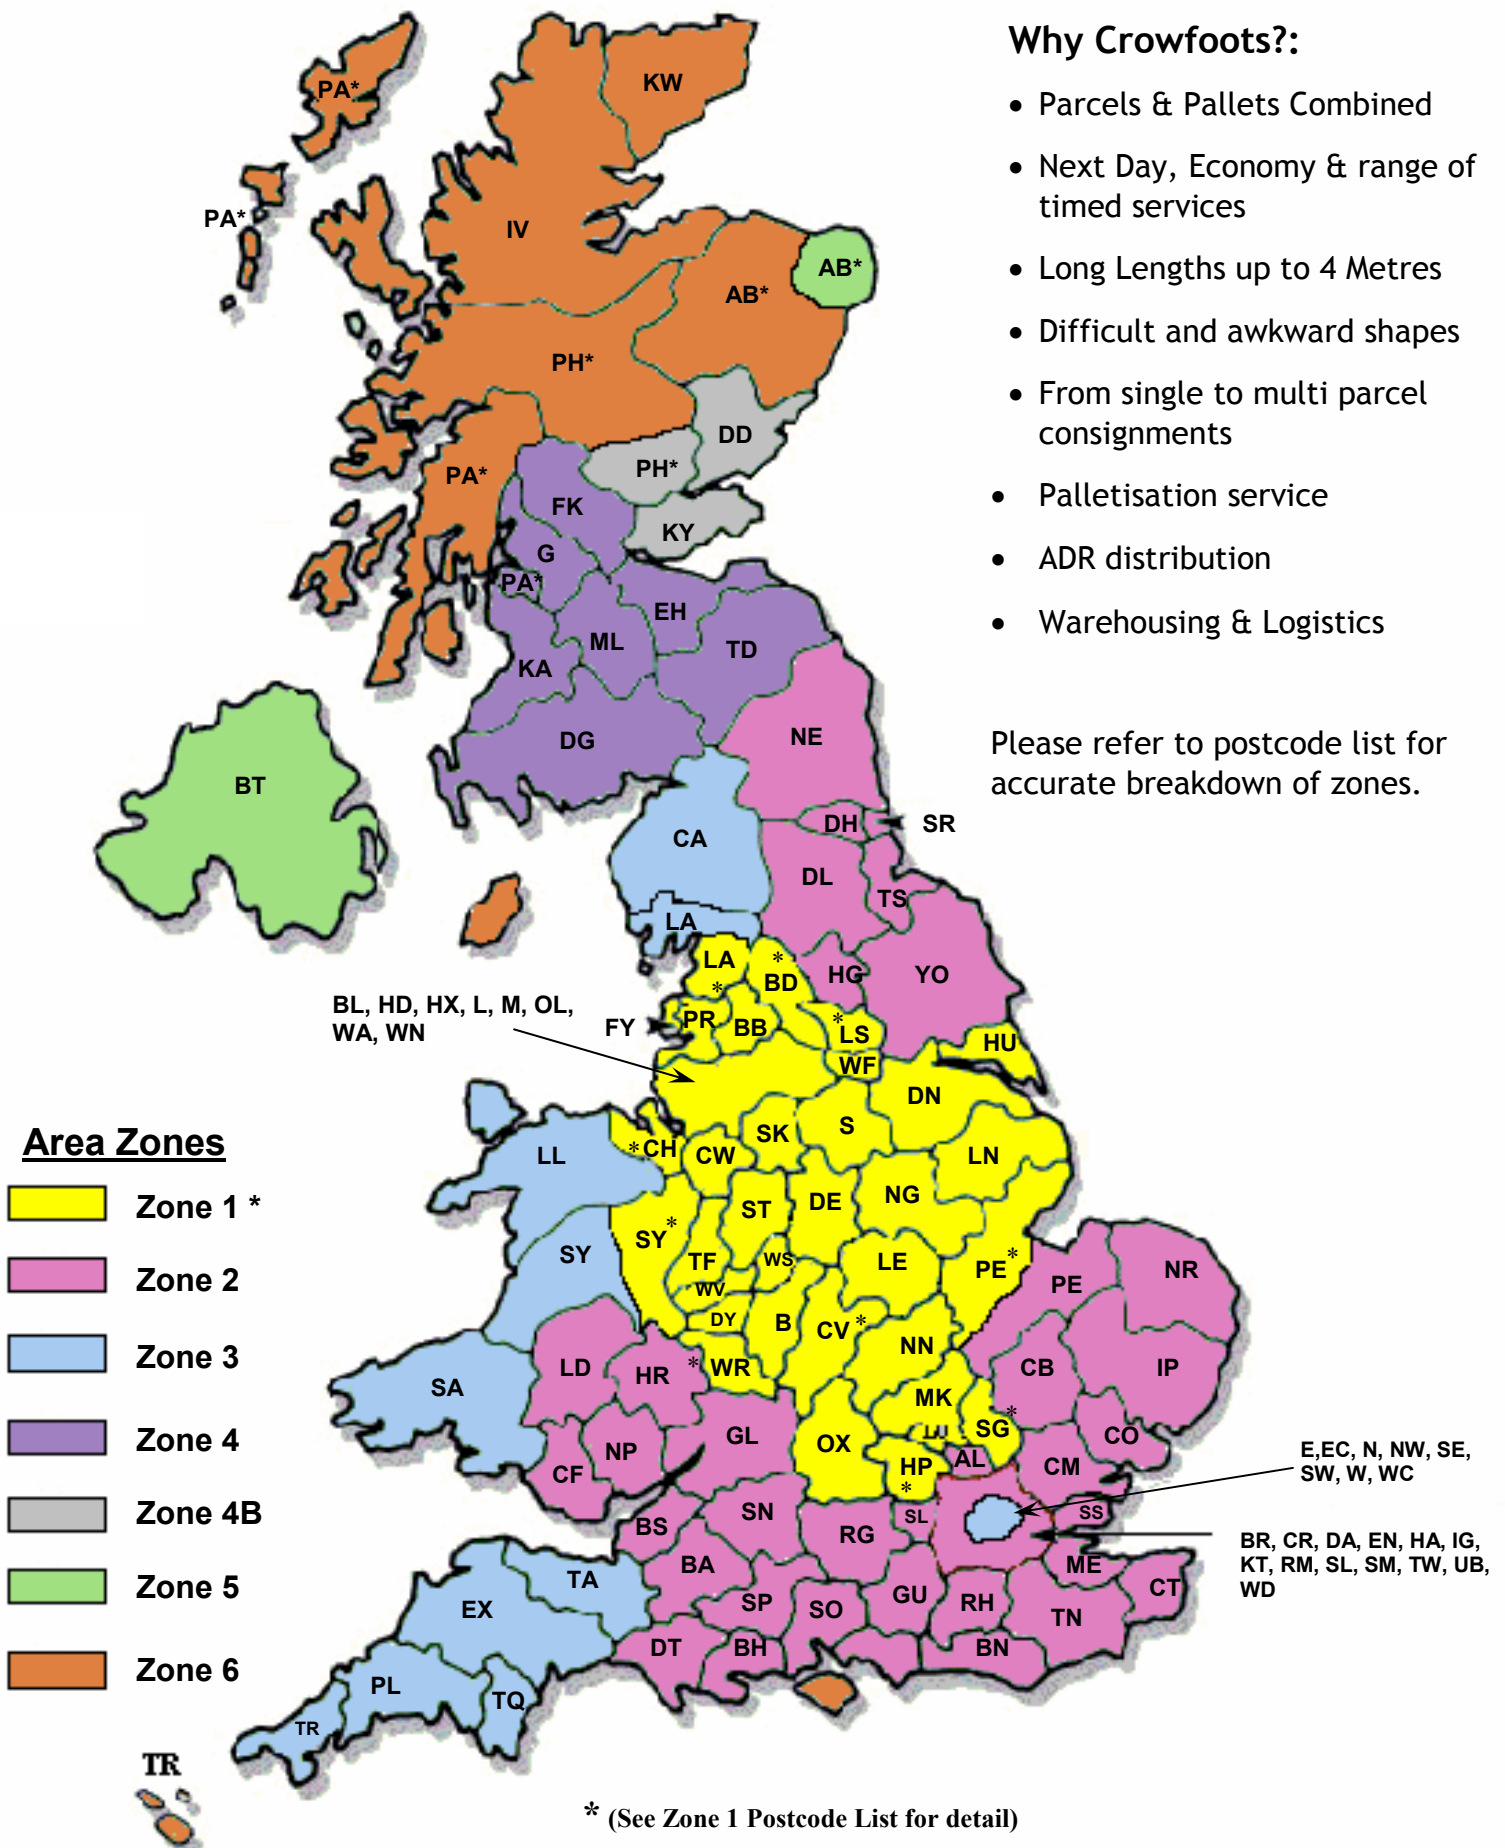 Why Crowfoots?:
• Parcels & Pallets Combined
• Next Day, Economy & range of
timed services
• Long Lengths up to 4 Metres
• Difficult and awkward shapes
• From single to multi parcel
consignments
• Palletisation service
• ADR distribution
• Warehousing & Logistics
Please refer to postcode list for
accurate breakdown of zones.
PA*
KW
PA*
IV
AB*
AB*
PH*
DD
PH*
PA*
FK
KY
G
PA*
EH
ML
TD
KA
DG
NE
BT
DH
SR
CA
DL
TS
LA
LA
*
*
BD
HG
YO
BL, HD, HX, L, M, OL,
WA, WN
FY
PR
BB
*
LS
HU
WF
DN
S
SK
*CH
CW
LN
LL
ST
DE
NG
SY*
SY
TF
WS
LE
PE*
PE
NR
WV
DY
B
CV*
NN
LD
HR
*
WR
CB
IP
SA
MK
SG*
GL
OX
LU
CO
NP
CF
HP
*
AL
CM
E,EC, N, NW, SE,
SW, W, WC
BS
SN
RG
SL
SS
BR, CR, DA, EN, HA, IG,
KT, RM, SL, SM, TW, UB,
WD
BA
ME
CT
TA
EX
SP
SO
GU
RH
TN
DT
BH
BN
PL
TQ
TR
TR
Area Zones
Zone 1 *
Zone 2
Zone 3
Zone 4
Zone 4B
Zone 5
Zone 6
* (See Zone 1 Postcode List for detail)